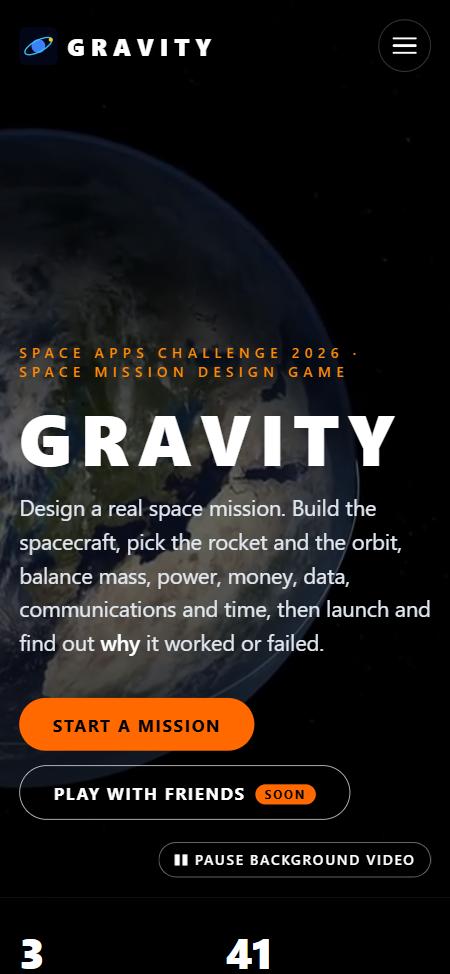 GRAVITY
SPACE APPS CHALLENGE 2026 ·
SPACE MISSION DESIGN GAME
GRAVITY
Design a real space mission. Build the
spacecraft, pick the rocket and the orbit,
balance mass, power, money, data,
communications and time, then launch and
find out why it worked or failed.
START A MISSION
PLAY WITH FRIENDS SOON
PAUSE BACKGROUND VIDEO
3 41